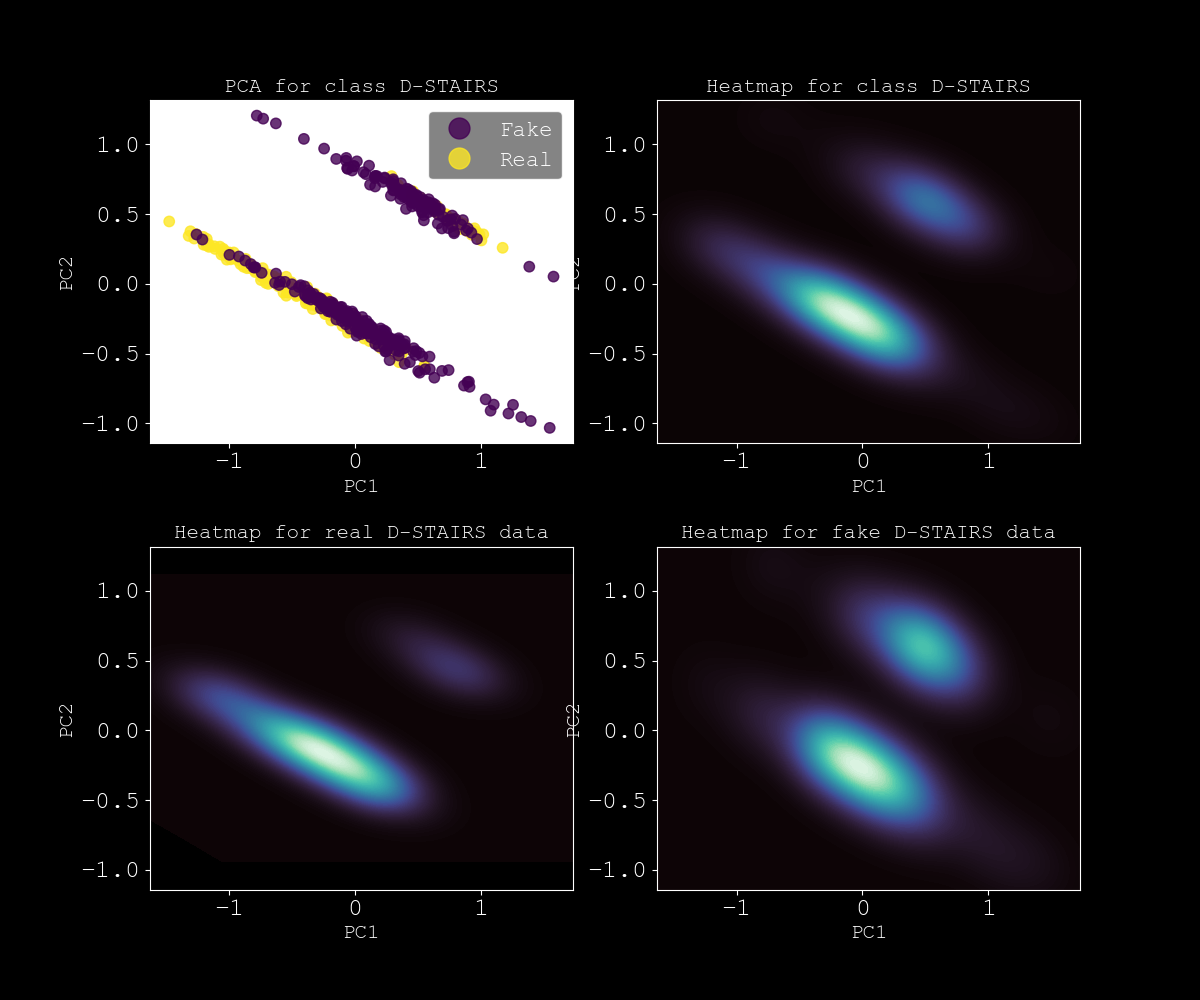 PCA for class D-STAIRS
Heatmap for class D-STAIRS
Fake
Real
1.0
0.5
0.0
−0.5
−1.0
PC2
−1
0
1
PC1
1.0
0.5
0.0
−0.5
−1.0
PC2
−1
0
1
PC1
Heatmap for real D-STAIRS data
Heatmap for fake D-STAIRS data
1.0
0.5
0.0
−0.5
−1.0
PC2
−1
0
1
PC1
1.0
0.5
0.0
−0.5
−1.0
PC2
−1
0
1
PC1